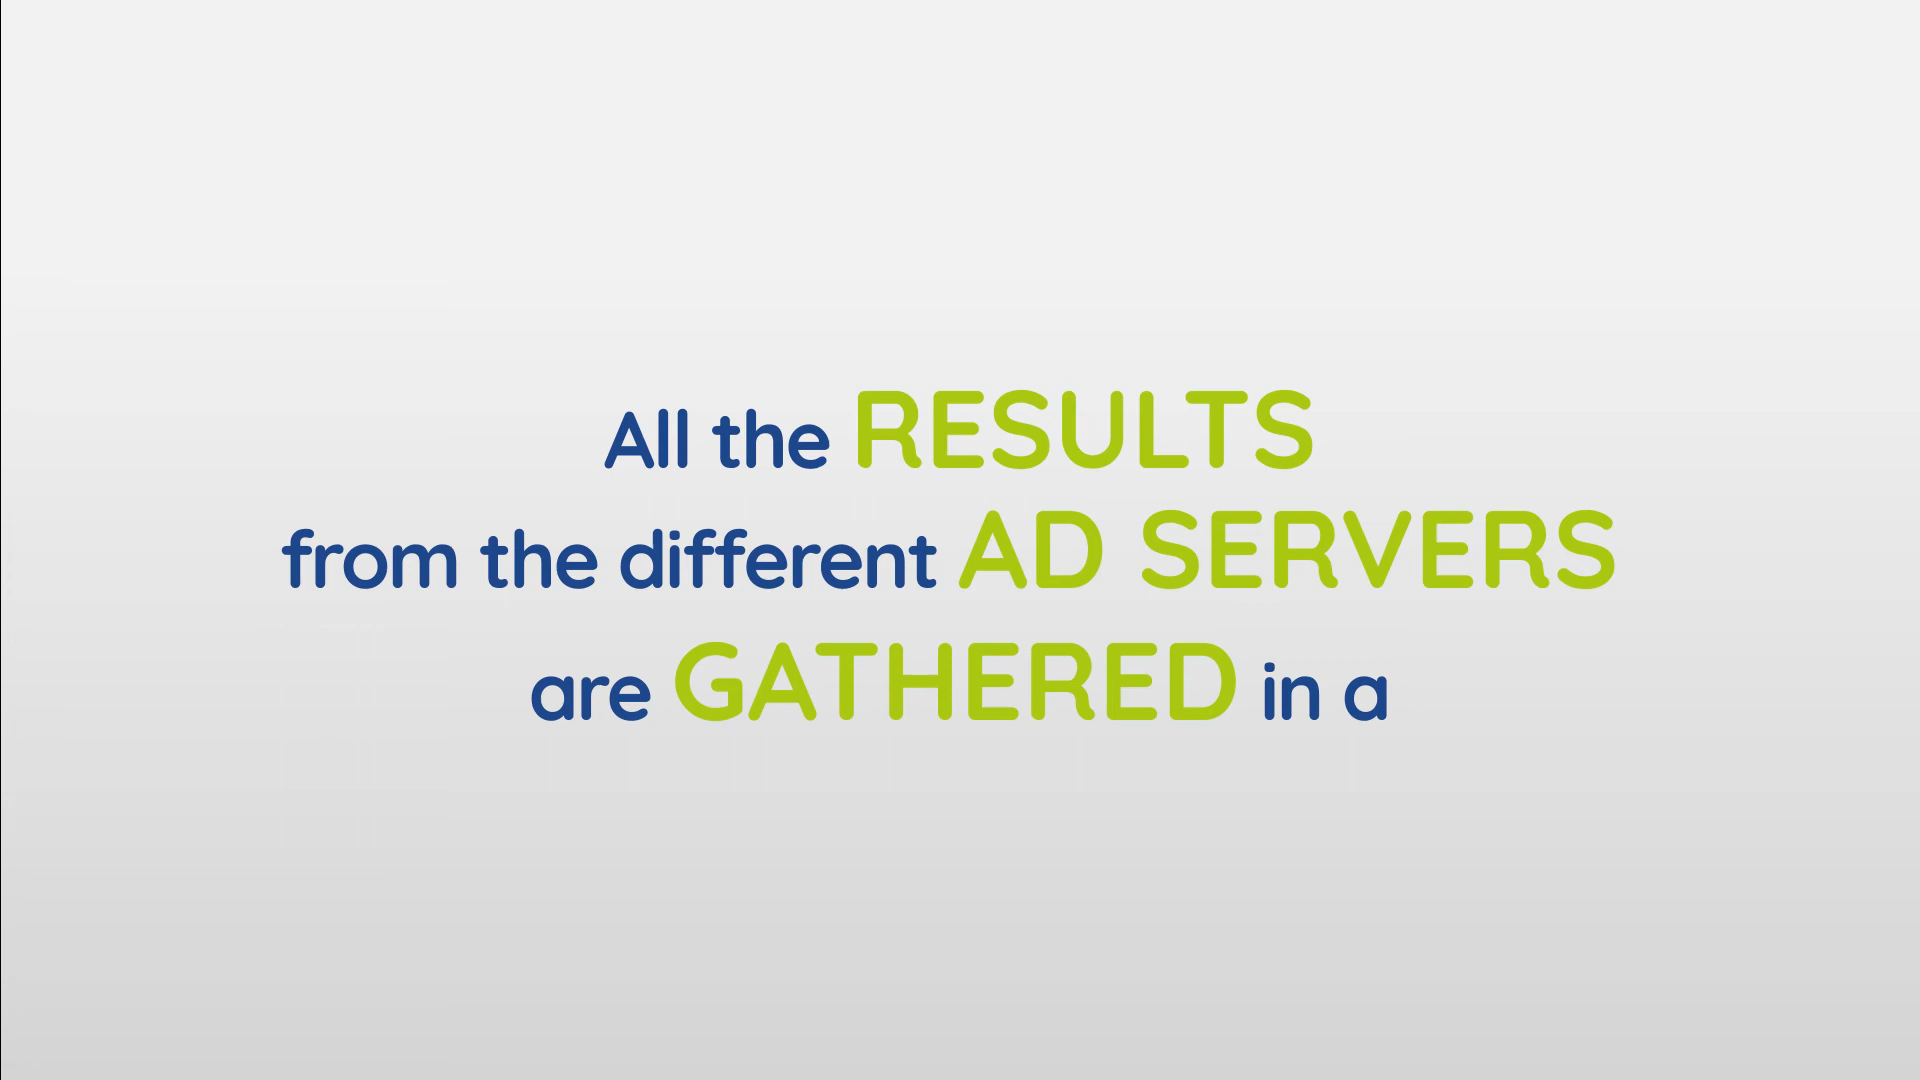 All the RESULTS
from the different AD SERVERS
are GATHERED in a